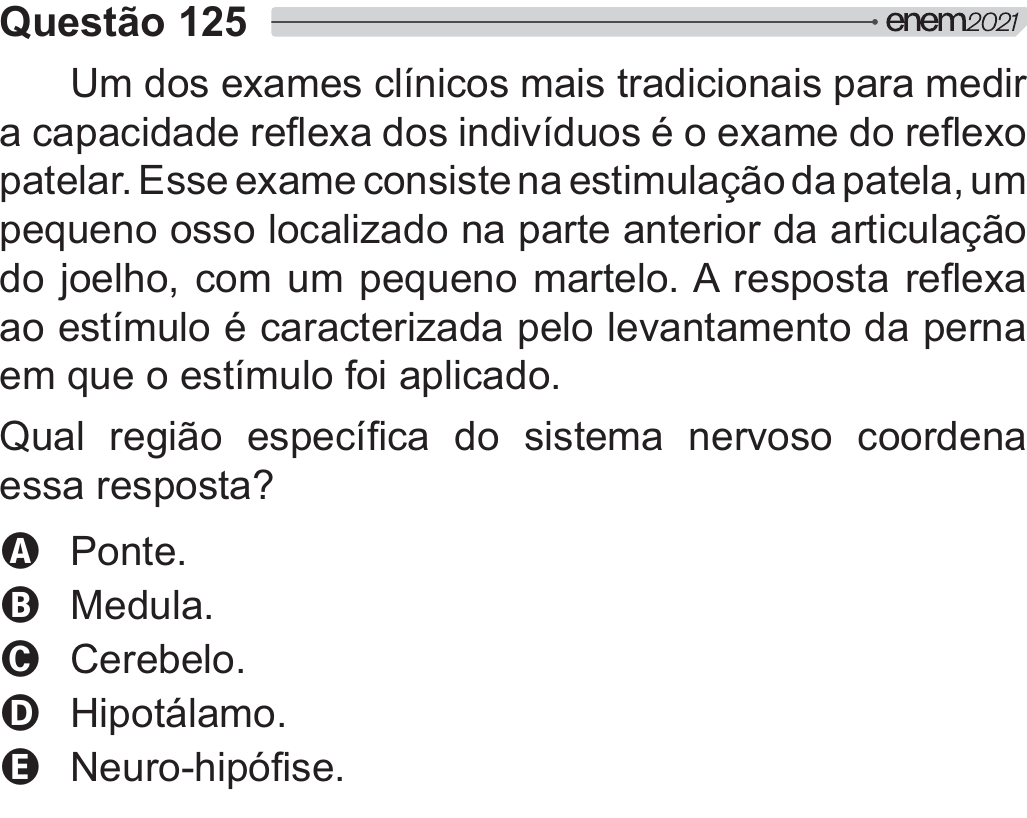 Questão 125 enem2021
Um dos exames clínicos mais tradicionais para medir
a capacidade reflexa dos indivíduos é o exame do reflexo
patelar. Esse exame consiste na estimulação da patela, um
pequeno osso localizado na parte anterior da articulação
do joelho, com um pequeno martelo. A resposta reflexa
ao estímulo é caracterizada pelo levantamento da perna
em que o estímulo foi aplicado.
Qual região específica do sistema nervoso coordena
essa resposta?
A Ponte.
B Medula.
C Cerebelo.
D Hipotálamo.
E Neuro-hipófise.